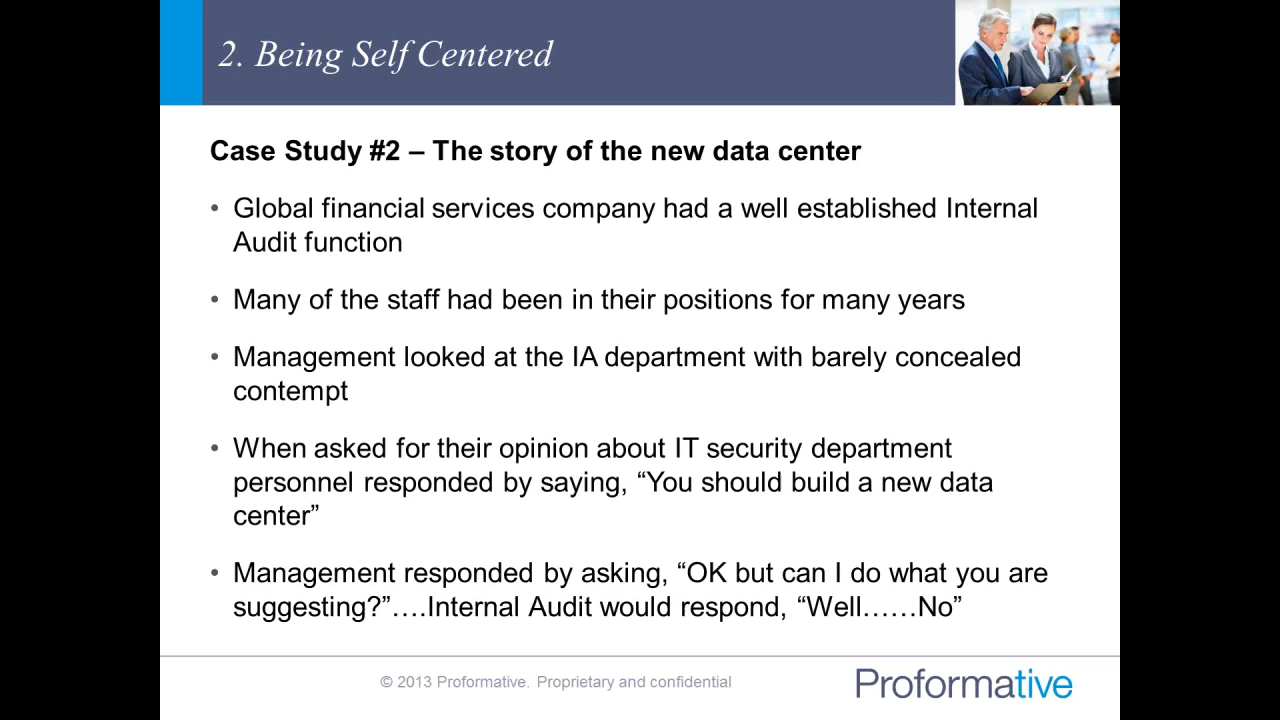 2. Being Self Centered
Case Study #2 – The story of the new data center
• Global financial services company had a well established Internal
Audit function
• Many of the staff had been in their positions for many years
• Management looked at the IA department with barely concealed
contempt
• When asked for their opinion about IT security department
personnel responded by saying, “You should build a new data
center”
• Management responded by asking, “OK but can I do what you are
suggesting?”….Internal Audit would respond, “Well……No”
© 2013 Proformative. Proprietary and confidential
Proformative